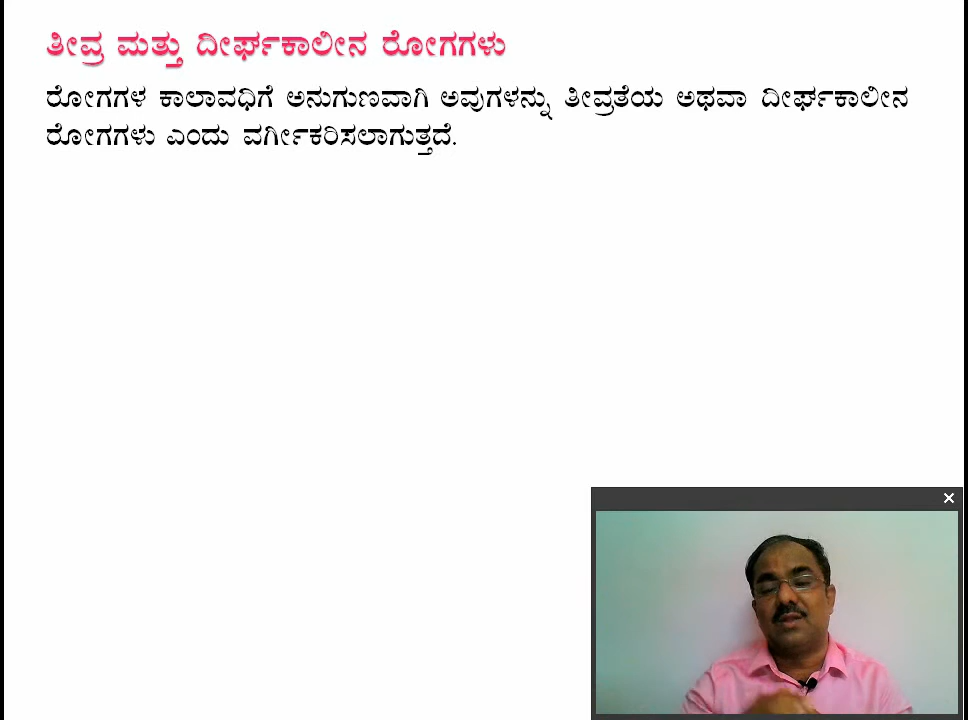 ತೀವ್ರ ಮತ್ತು ದೀರ್ಘಕಾಲೀನ ರೋಗಗಳು
ರೋಗಗಳ ಕಾಲಾವಧಿಗೆ ಅನುಗುಣವಾಗಿ ಅವುಗಳನ್ನು ತೀವ್ರತೆಯ ಅಥವಾ ದೀರ್ಘಕಾಲೀನ
ರೋಗಗಳು ಎಂದು ವರ್ಗೀಕರಿಸಲಾಗುತ್ತದೆ.